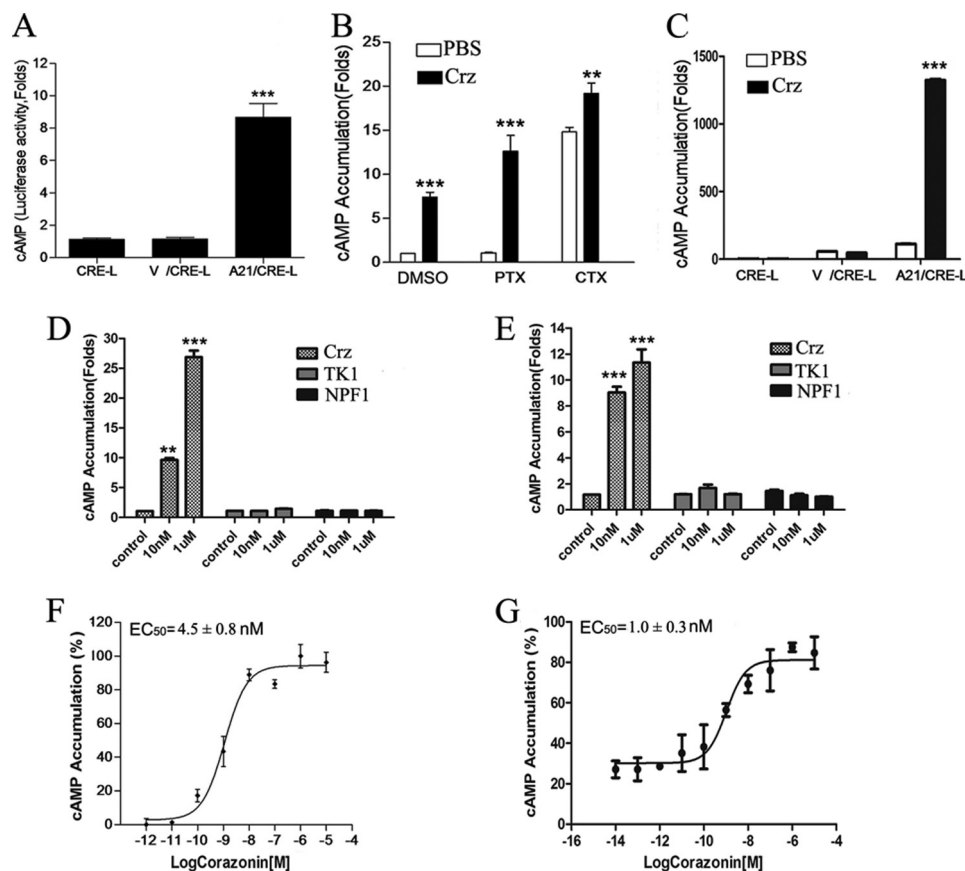 A
cAMP (Luciferase activity,Folds)
12
10
8
6
4
2
0
***
CRE-L
V /CRE-L
A21/CRE-L
B
cAMP Accumulation(Folds)
25
20
15
10
5
0
PBS
Crz
***
***
**
DMSO
PTX
CTX
C
cAMP Accumulation(Folds)
1500
1000
500
0
PBS
Crz
***
CRE-L
V /CRE-L
A21/CRE-L
D
cAMP Accumulation(Folds)
30
25
20
15
10
5
0
**
***
Crz
TK1
NPF1
control
10nM
1uM
control
10nM
1uM
control
10nM
1uM
E
cAMP Accumulation(Folds)
14
12
10
8
6
4
2
0
***
***
Crz
TK1
NPF1
control
10nM
1uM
control
10nM
1uM
control
10nM
1uM
F
EC50=4.5 ± 0.8 nM
cAMP Accumulation (%)
120
100
80
60
40
20
0
-12 -11 -10 -9 -8 -7 -6 -5 -4
LogCorazonin[M]
G
EC50=1.0 ± 0.3 nM
cAMP Accumulation (%)
100
80
60
40
20
0
-16 -14 -12 -10 -8 -6 -4
LogCorazonin[M]